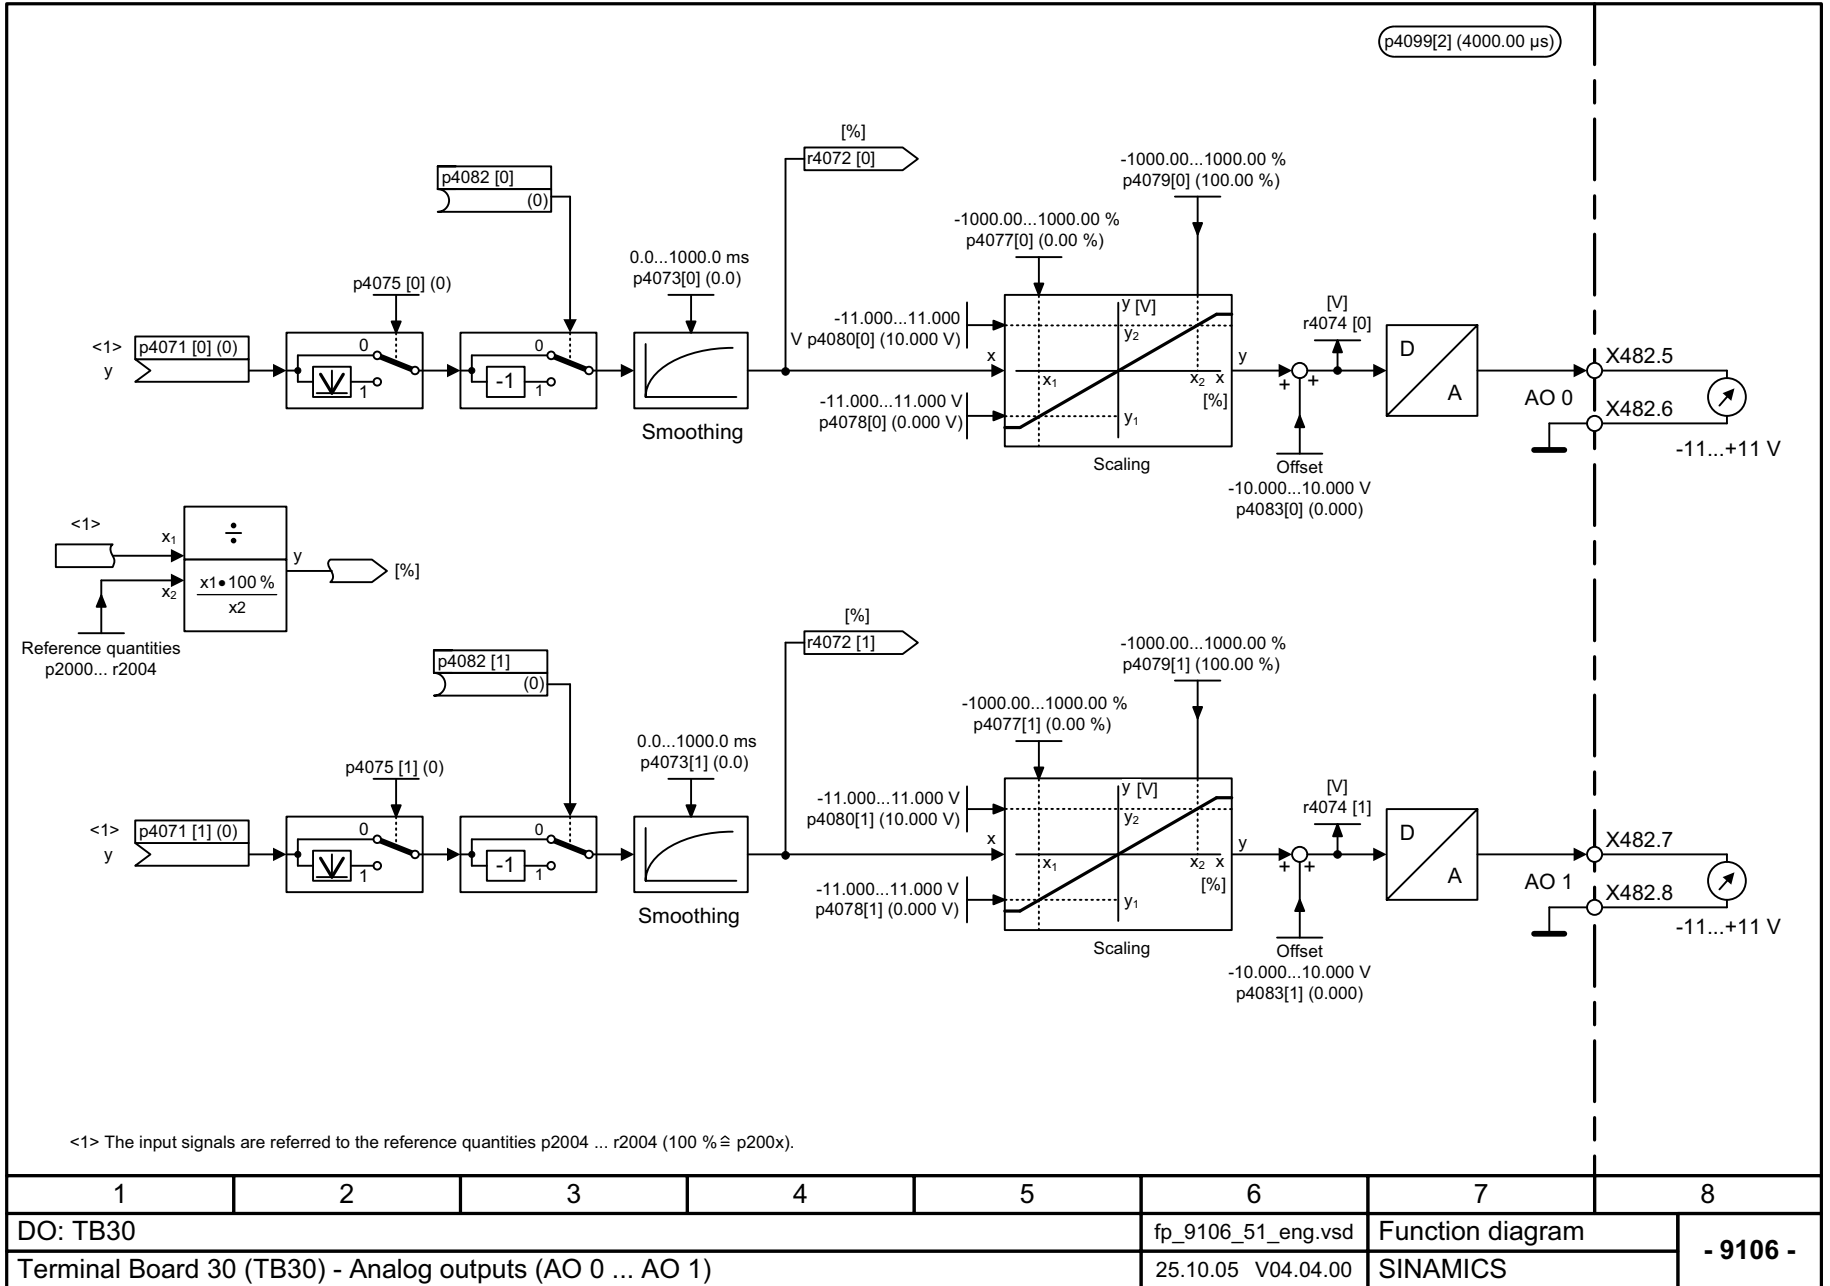 p4099[2] (4000.00 µs)
[%]
r4072 [0]
p4082 [0]
(0)
-1000.00...1000.00 %
p4079[0] (100.00 %)
-1000.00...1000.00 %
p4077[0] (0.00 %)
0.0...1000.0 ms
p4073[0] (0.0)
p4075 [0] (0)
<1>
y
p4071 [0] (0)
0
1
0
-1
1
Smoothing
-11.000...11.000
V p4080[0] (10.000 V)
x
-11.000...11.000 V
p4078[0] (0.000 V)
y [V]
y2
x1
x2
x
[%]
y1
Scaling
y
+
+
[V]
r4074 [0]
Offset
-10.000...10.000 V
p4083[0] (0.000)
D
A
AO 0
X482.5
X482.6
-11...+11 V
<1>
x1
x2
÷
x1•100 %
x2
y
[%]
Reference quantities
p2000... r2004
[%]
r4072 [1]
p4082 [1]
(0)
-1000.00...1000.00 %
p4079[1] (100.00 %)
-1000.00...1000.00 %
p4077[1] (0.00 %)
0.0...1000.0 ms
p4073[1] (0.0)
p4075 [1] (0)
<1>
y
p4071 [1] (0)
0
1
0
-1
1
Smoothing
-11.000...11.000 V
p4080[1] (10.000 V)
x
-11.000...11.000 V
p4078[1] (0.000 V)
y [V]
y2
x1
x2
x
[%]
y1
Scaling
y
+
+
[V]
r4074 [1]
Offset
-10.000...10.000 V
p4083[1] (0.000)
D
A
AO 1
X482.7
X482.8
-11...+11 V
<1> The input signals are referred to the reference quantities p2004 ... r2004 (100 % ≙ p200x).
1 2 3 4 5 6 7 8
DO: TB30
fp_9106_51_eng.vsd
Function diagram
- 9106 -
Terminal Board 30 (TB30) - Analog outputs (AO 0 ... AO 1)
25.10.05 V04.04.00
SINAMICS